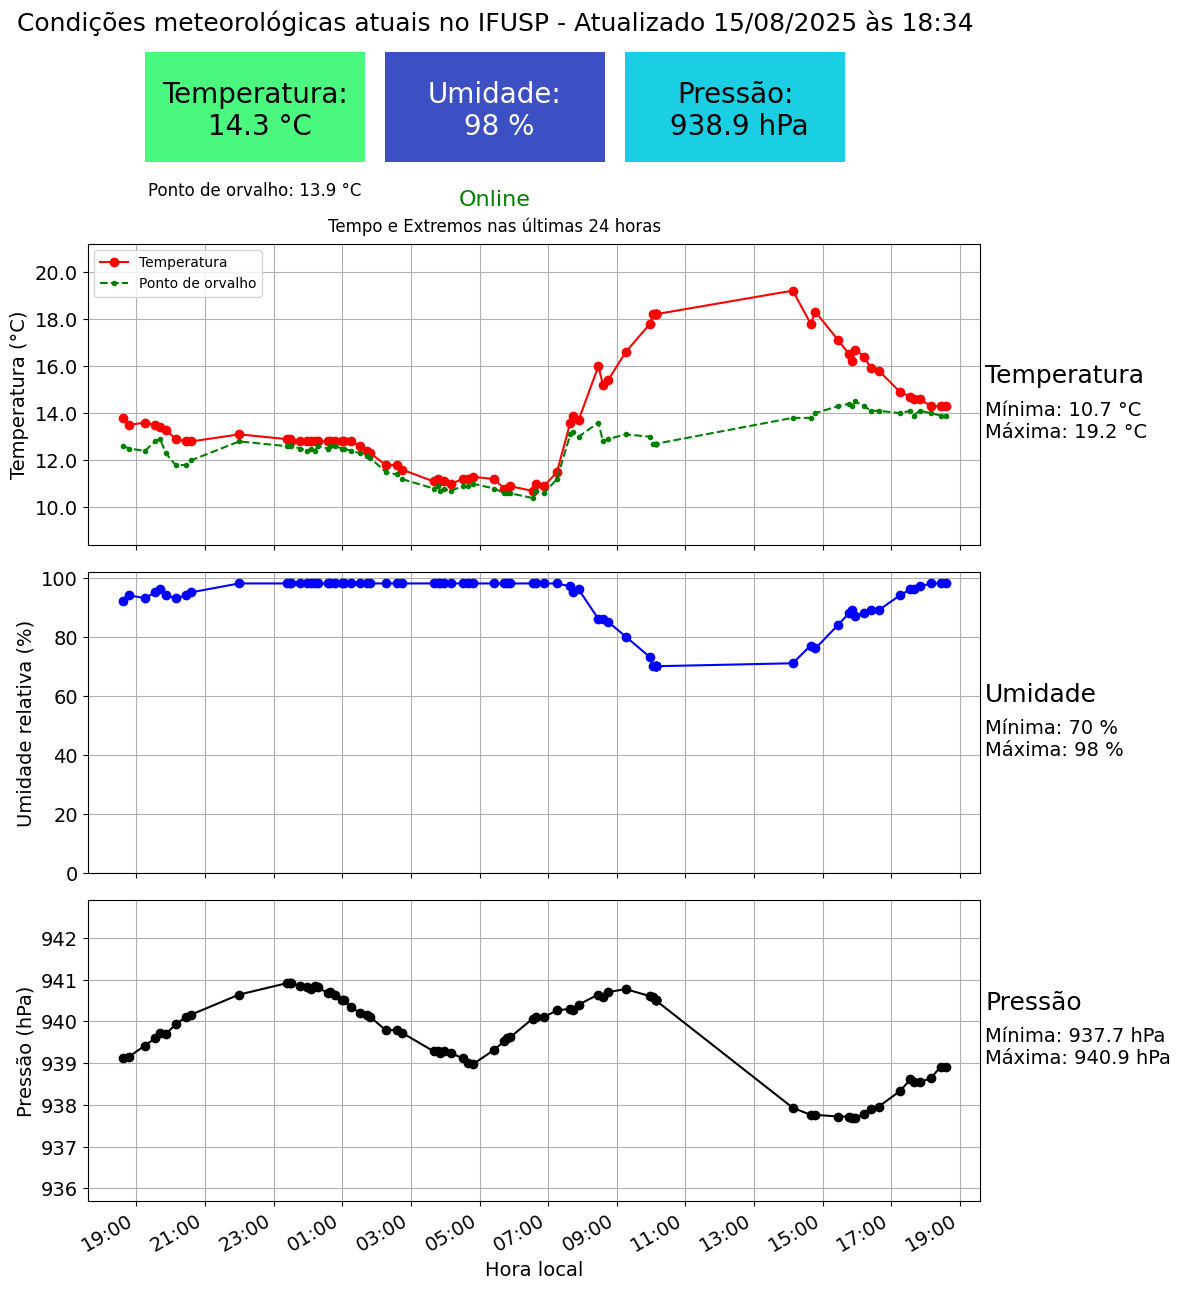 Condições meteorológicas atuais no IFUSP - Atualizado 15/08/2025 às 18:34
Temperatura:
14.3 °C
Umidade:
98 %
Pressão:
938.9 hPa
Ponto de orvalho: 13.9 °C
Online
Tempo e Extremos nas últimas 24 horas
Temperatura (°C)
20.0
18.0
16.0
14.0
12.0
10.0
Temperatura
Ponto de orvalho
Temperatura
Mínima: 10.7 °C
Máxima: 19.2 °C
Umidade relativa (%)
100
80
60
40
20
0
Umidade
Mínima: 70 %
Máxima: 98 %
Pressão (hPa)
942
941
940
939
938
937
936
Pressão
Mínima: 937.7 hPa
Máxima: 940.9 hPa
19:00
21:00
23:00
01:00
03:00
05:00
07:00
09:00
11:00
13:00
15:00
17:00
19:00
Hora local